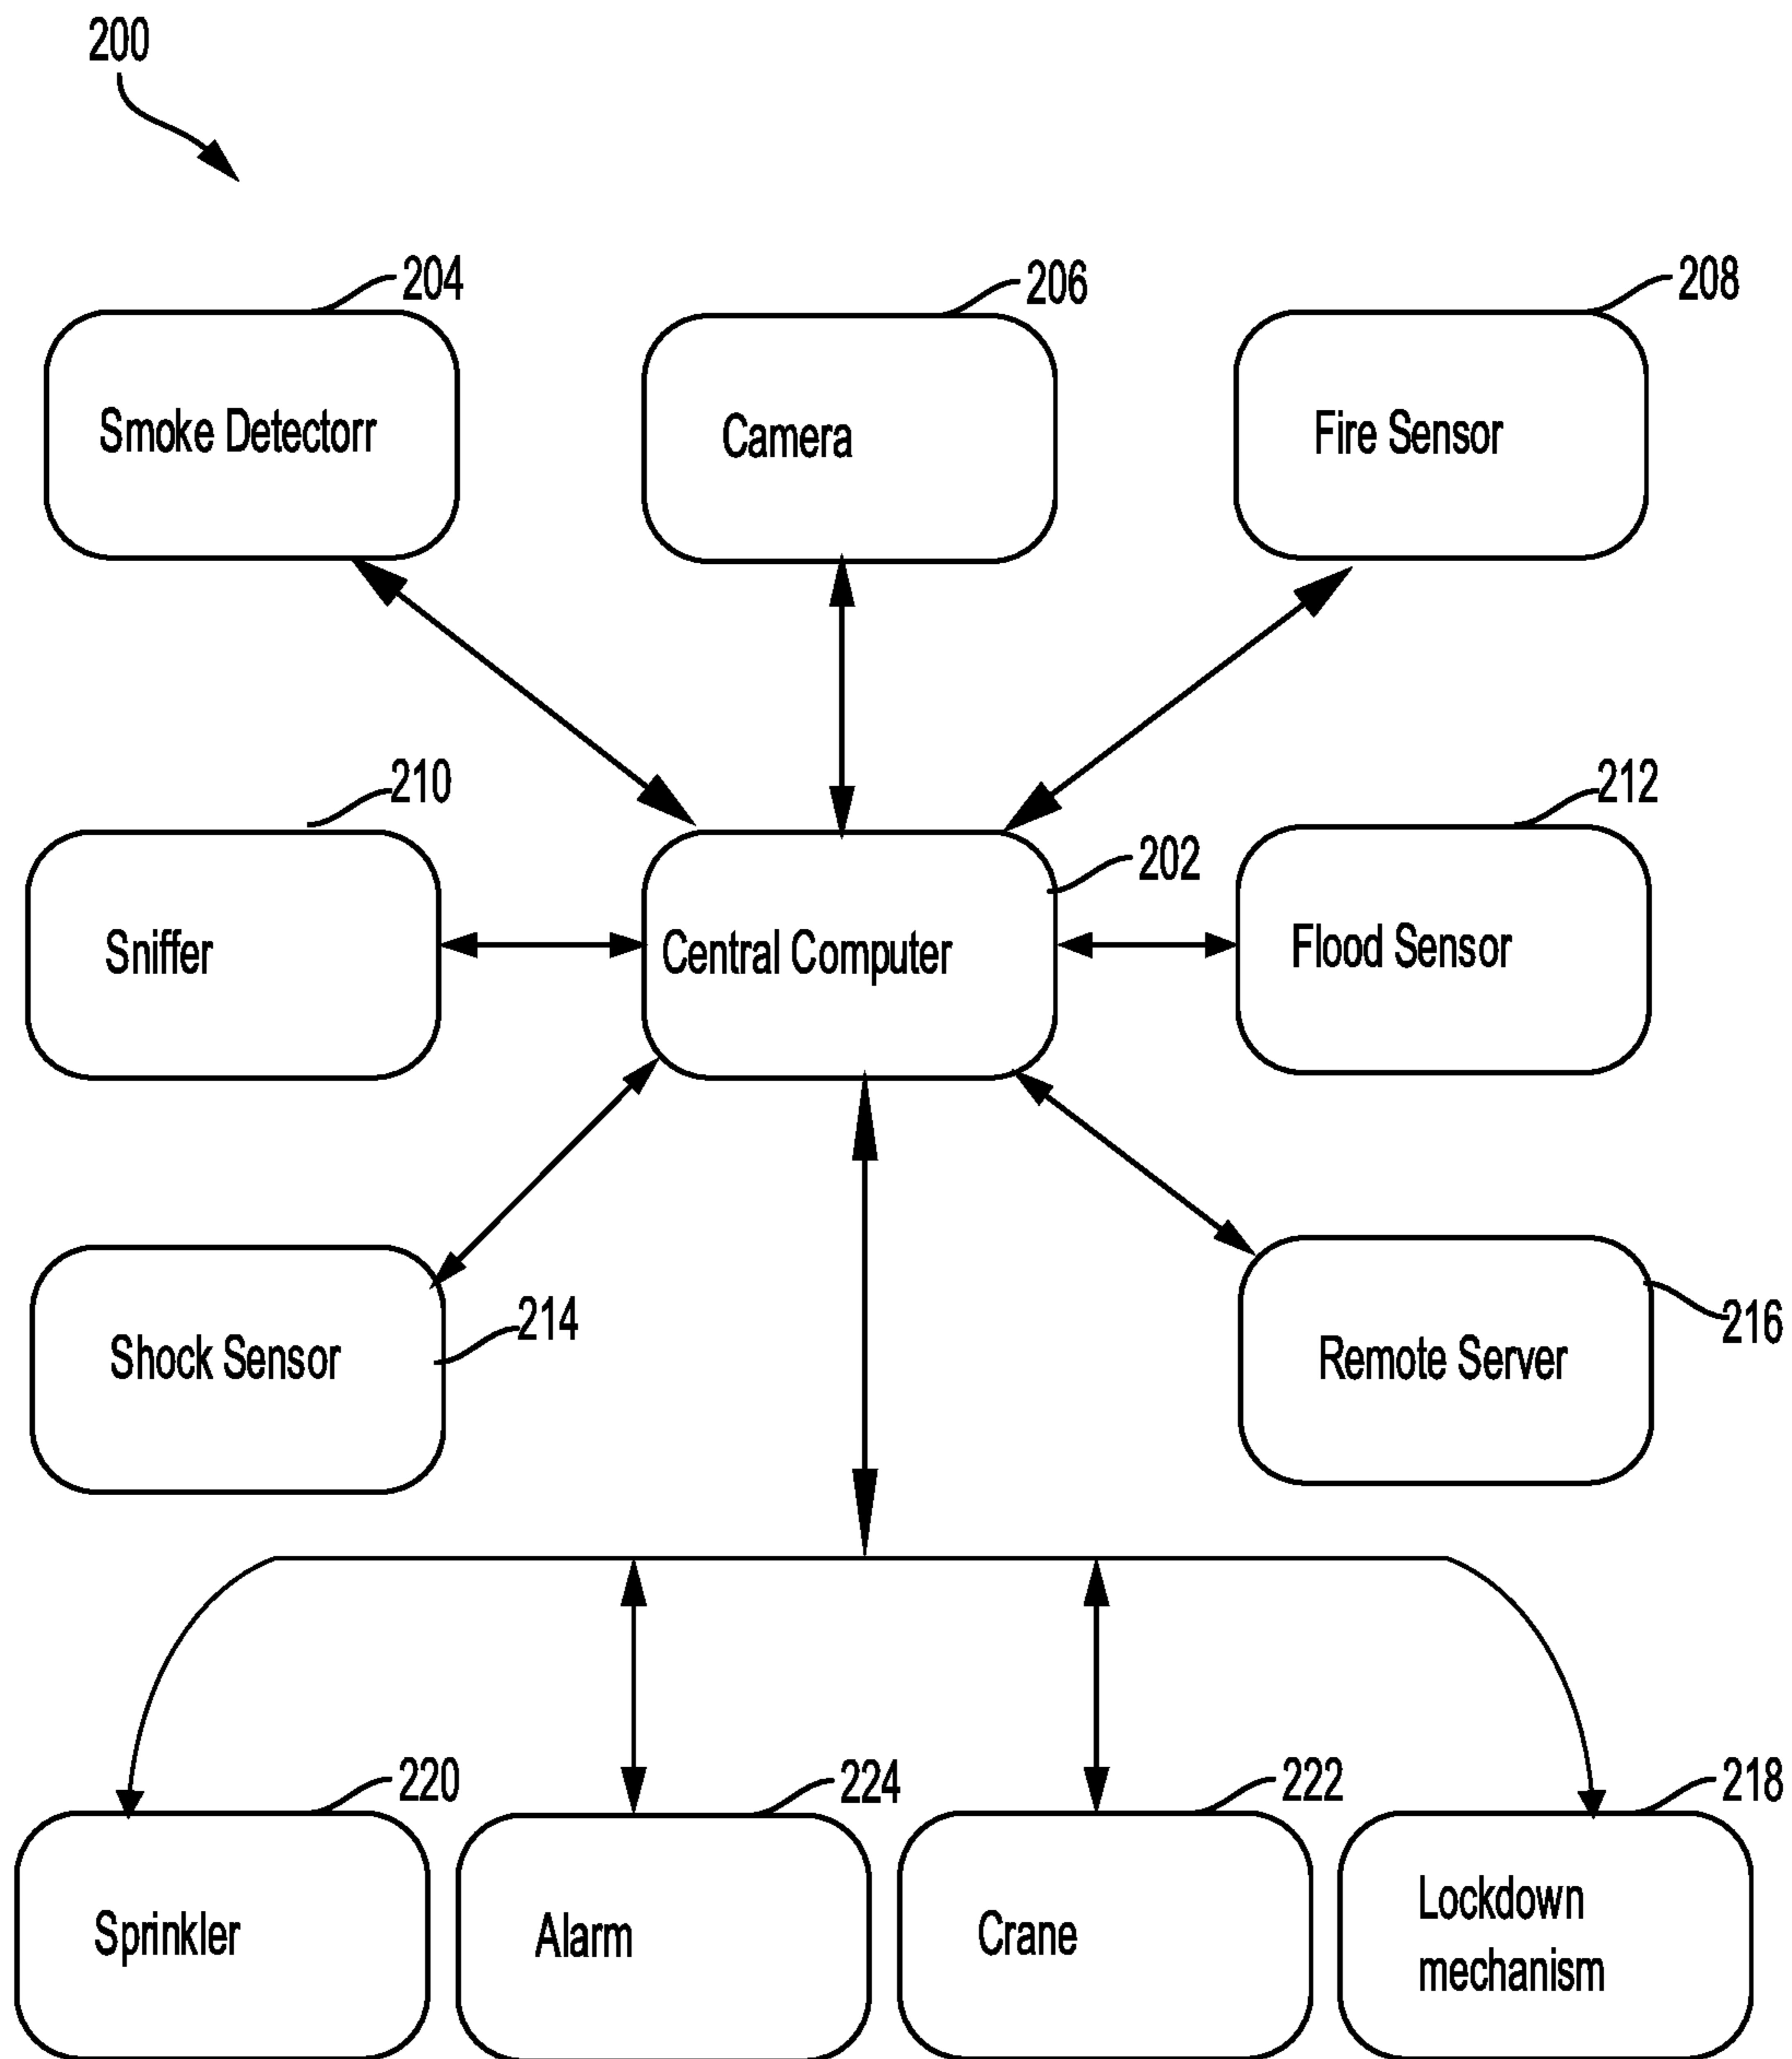 200
204
206
208
Smoke Detectorr
Camera
Fire Sensor
210
212
202
Sniffer
Central Computer
Flood Sensor
214
216
Shock Sensor
Remote Server
220
224
222
218
Sprinkler
Alarm
Crane
Lockdown
mechanism